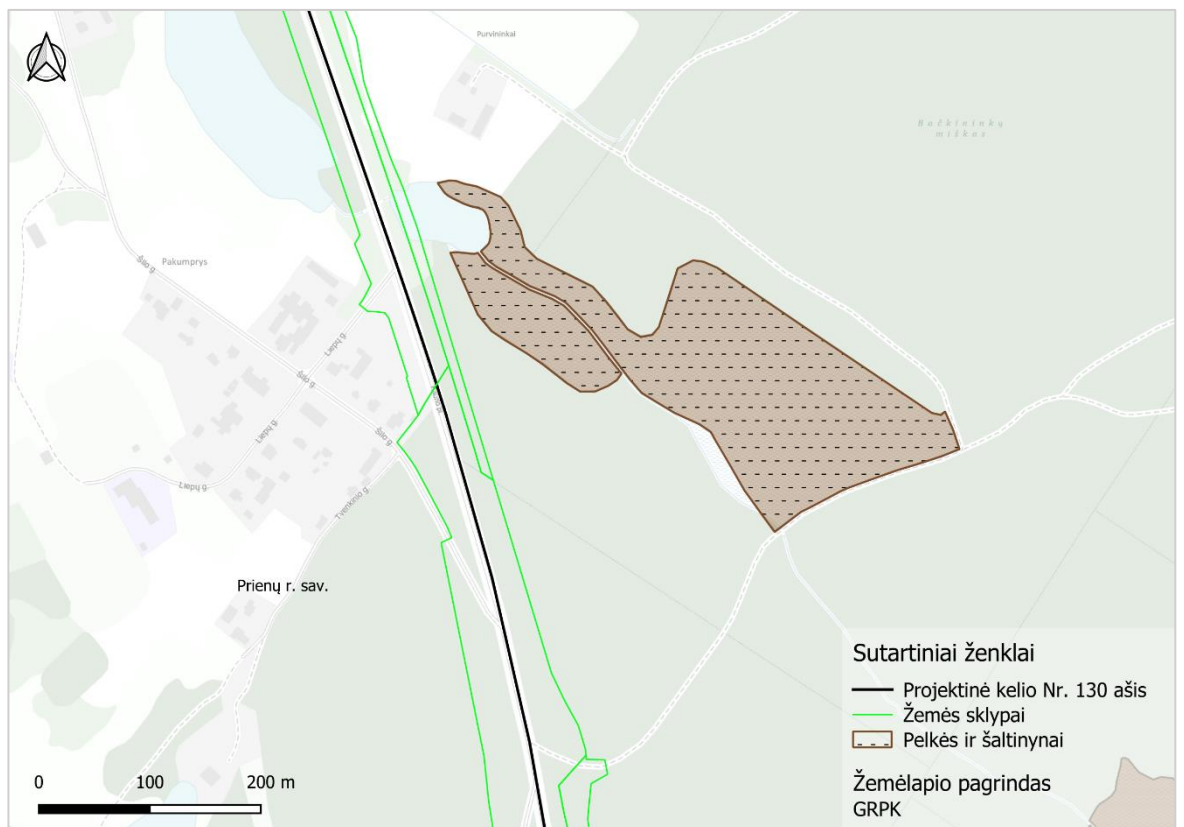 Purvininkai
Bačkininkų
miškas
Pakumprys
Šilo g.
Liepų g.
Šilo g.
Liepų g.
Šilo g.
Liepų g.
Tvenkinio g.
Prienų r. sav.
Sutartiniai ženklai
Projektinė kelio Nr. 130 ašis
Žemės sklypai
Pelkės ir šaltinynai
0 100 200 m
Žemėlapio pagrindas
GRPK